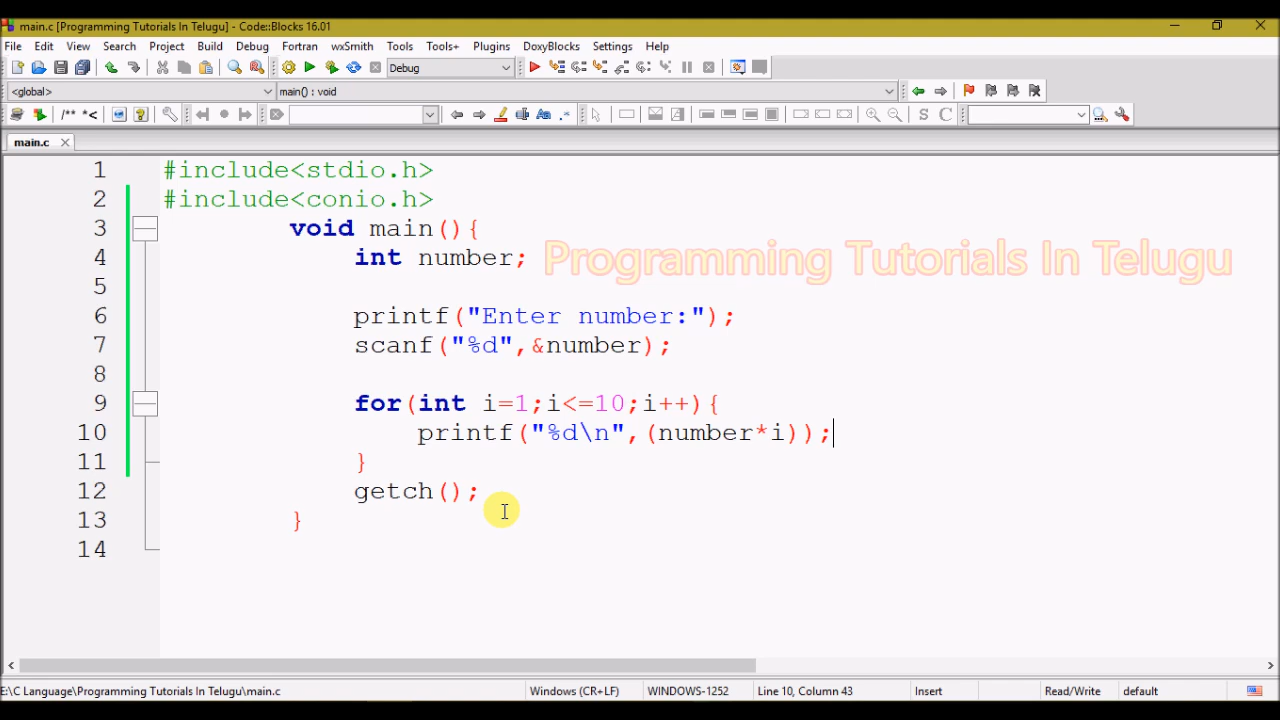 main.c [Programming Tutorials In Telugu] - Code::Blocks 16.01
File Edit View Search Project Build Debug Fortran wxSmith Tools Tools+ Plugins DoxyBlocks Settings Help
Debug
<global> main() : void
/** *< Aa .* S C
main.c
1 #include<stdio.h>
2 #include<conio.h>
3 void main(){
4 int number;
Programming Tutorials In Telugu
5
6 printf("Enter number:");
7 scanf("%d",&number);
8
9 for(int i=1;i<=10;i++){
10 printf("%d\n",(number*i));
11 }
12 getch();
13 }
14
E:\C Language\Programming Tutorials In Telugu\main.c Windows (CR+LF) WINDOWS-1252 Line 10, Column 43 Insert Read/Write default